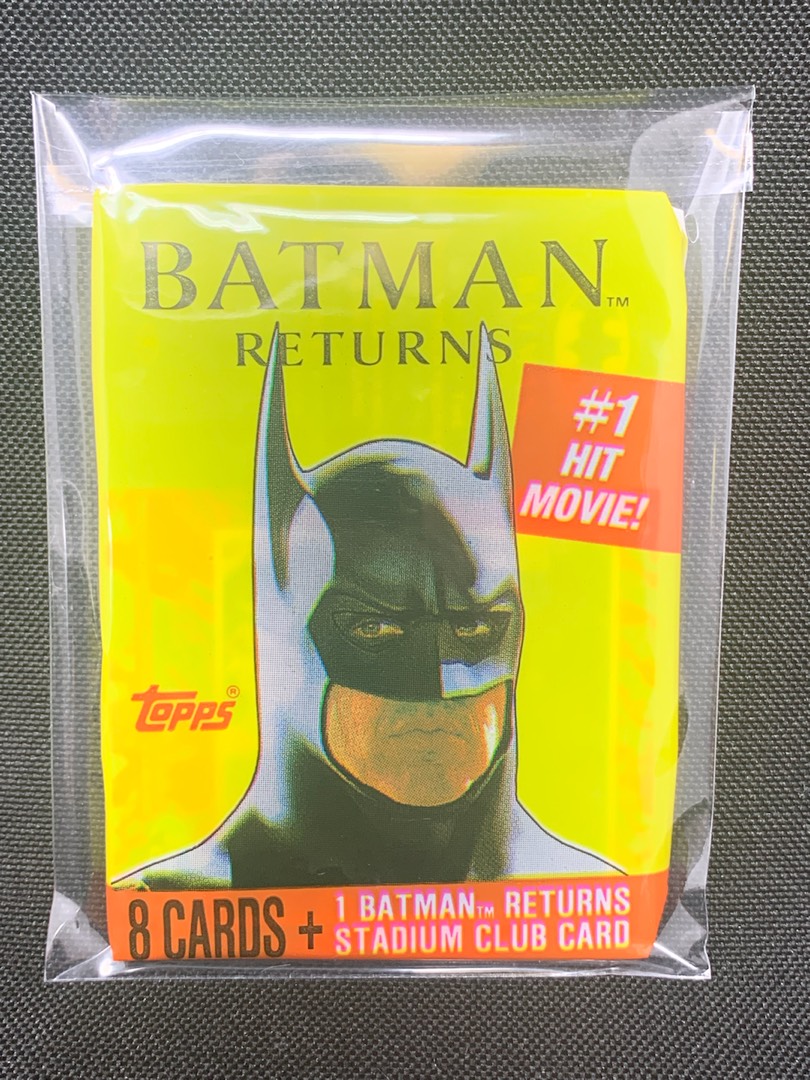 BATMAN™
RETURNS
#1
HIT
MOVIE!
TOPPS®
8 CARDS +
1 BATMAN™ RETURNS
STADIUM CLUB CARD